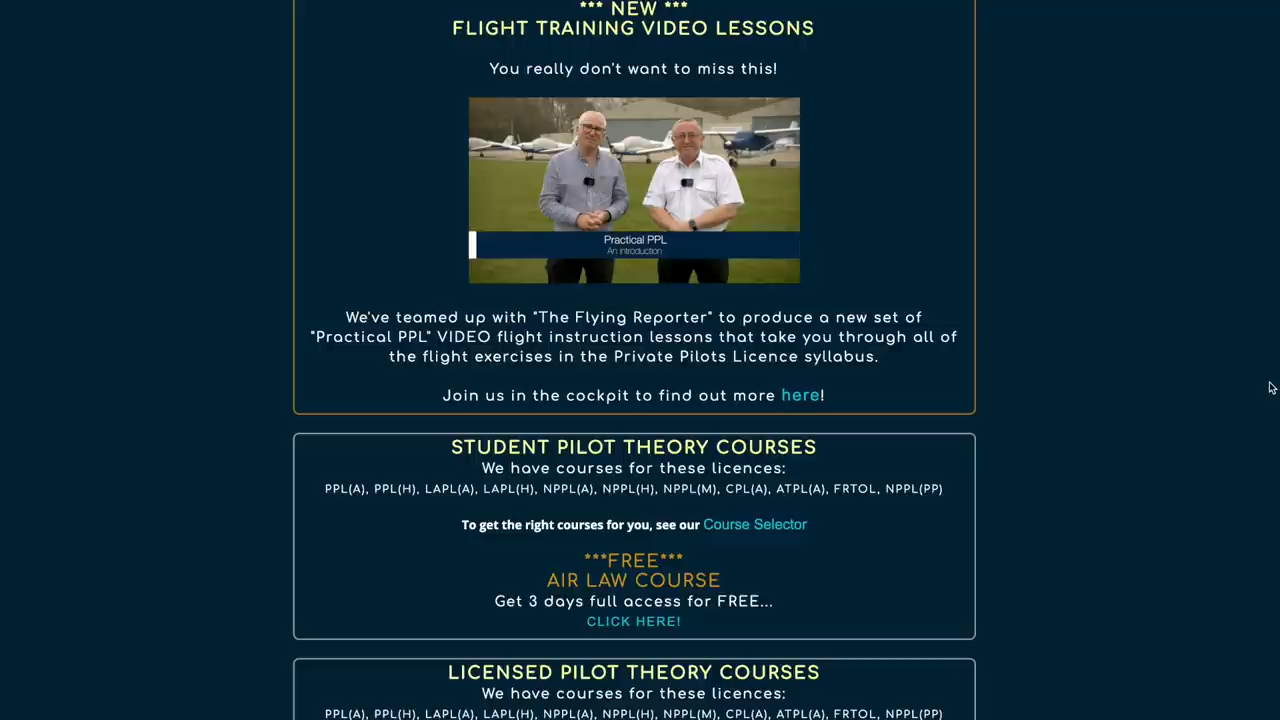 *** NEW ***
FLIGHT TRAINING VIDEO LESSONS
You really don't want to miss this!
Practical PPL
An introduction
We've teamed up with "The Flying Reporter" to produce a new set of
"Practical PPL" VIDEO flight instruction lessons that take you through all of
the flight exercises in the Private Pilots Licence syllabus.
Join us in the cockpit to find out more here!
STUDENT PILOT THEORY COURSES
We have courses for these licences:
PPL(A), PPL(H), LAPL(A), LAPL(H), NPPL(A), NPPL(H), NPPL(M), CPL(A), ATPL(A), FRTOL, NPPL(PP)
To get the right courses for you, see our Course Selector
***FREE***
AIR LAW COURSE
Get 3 days full access for FREE...
CLICK HERE!
LICENSED PILOT THEORY COURSES
We have courses for these licences:
PPL(A), PPL(H), LAPL(A), LAPL(H), NPPL(A), NPPL(H), NPPL(M), CPL(A), ATPL(A), FRTOL, NPPL(PP)